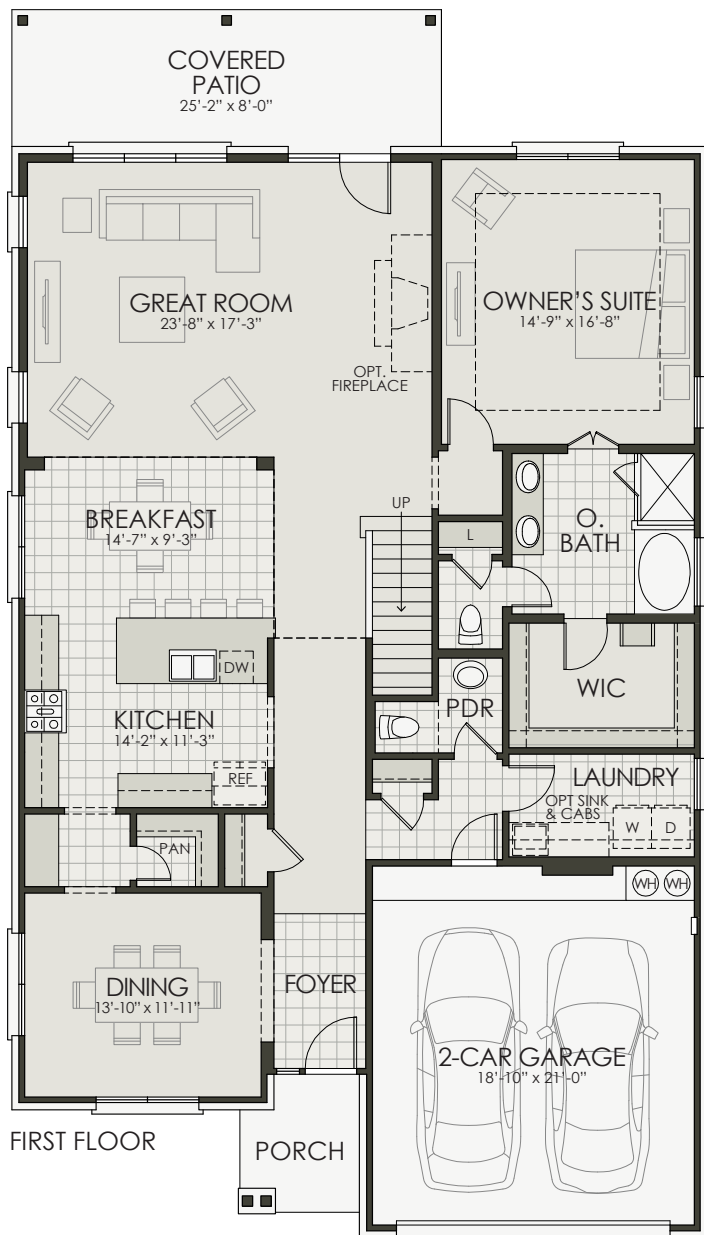 COVERED
PATIO
25'-2" x 8'-0"
GREAT ROOM
23'-8" x 17'-3"
OWNER'S SUITE
14'-9" x 16'-8"
OPT.
FIREPLACE
BREAKFAST
14'-7" x 9'-3"
UP
L
O.
BATH
DW
KITCHEN
14'-2" x 11'-3"
REF
PDR
WIC
LAUNDRY
OPT SINK
& CABS
W
D
PAN
WH
WH
DINING
13'-10" x 11'-11"
FOYER
2-CAR GARAGE
18'-10" x 21'-0"
FIRST FLOOR
PORCH